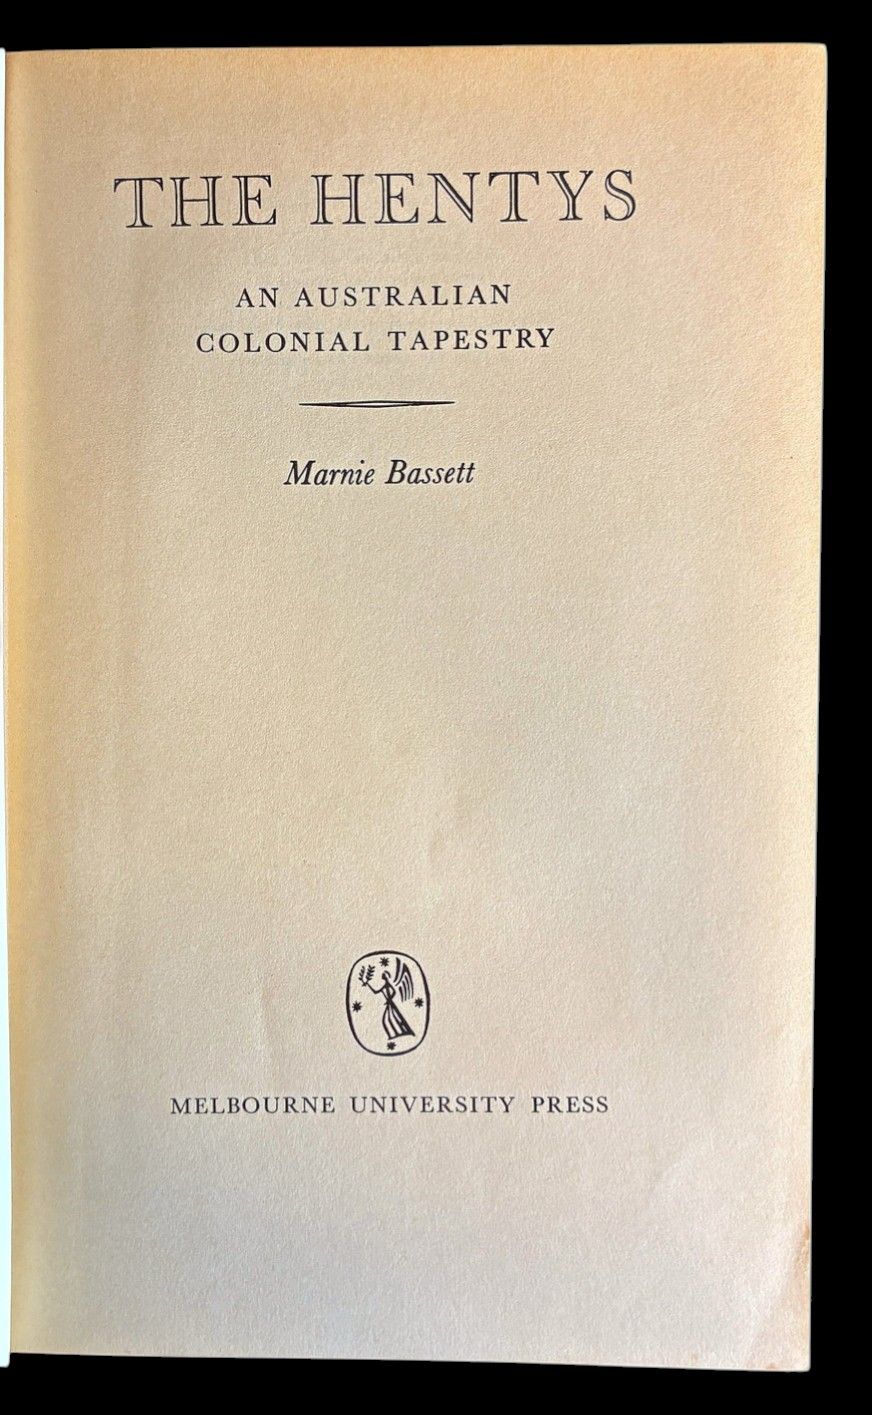 THE HENTYS
AN AUSTRALIAN
COLONIAL TAPESTRY
Marnie Bassett
MELBOURNE UNIVERSITY PRESS